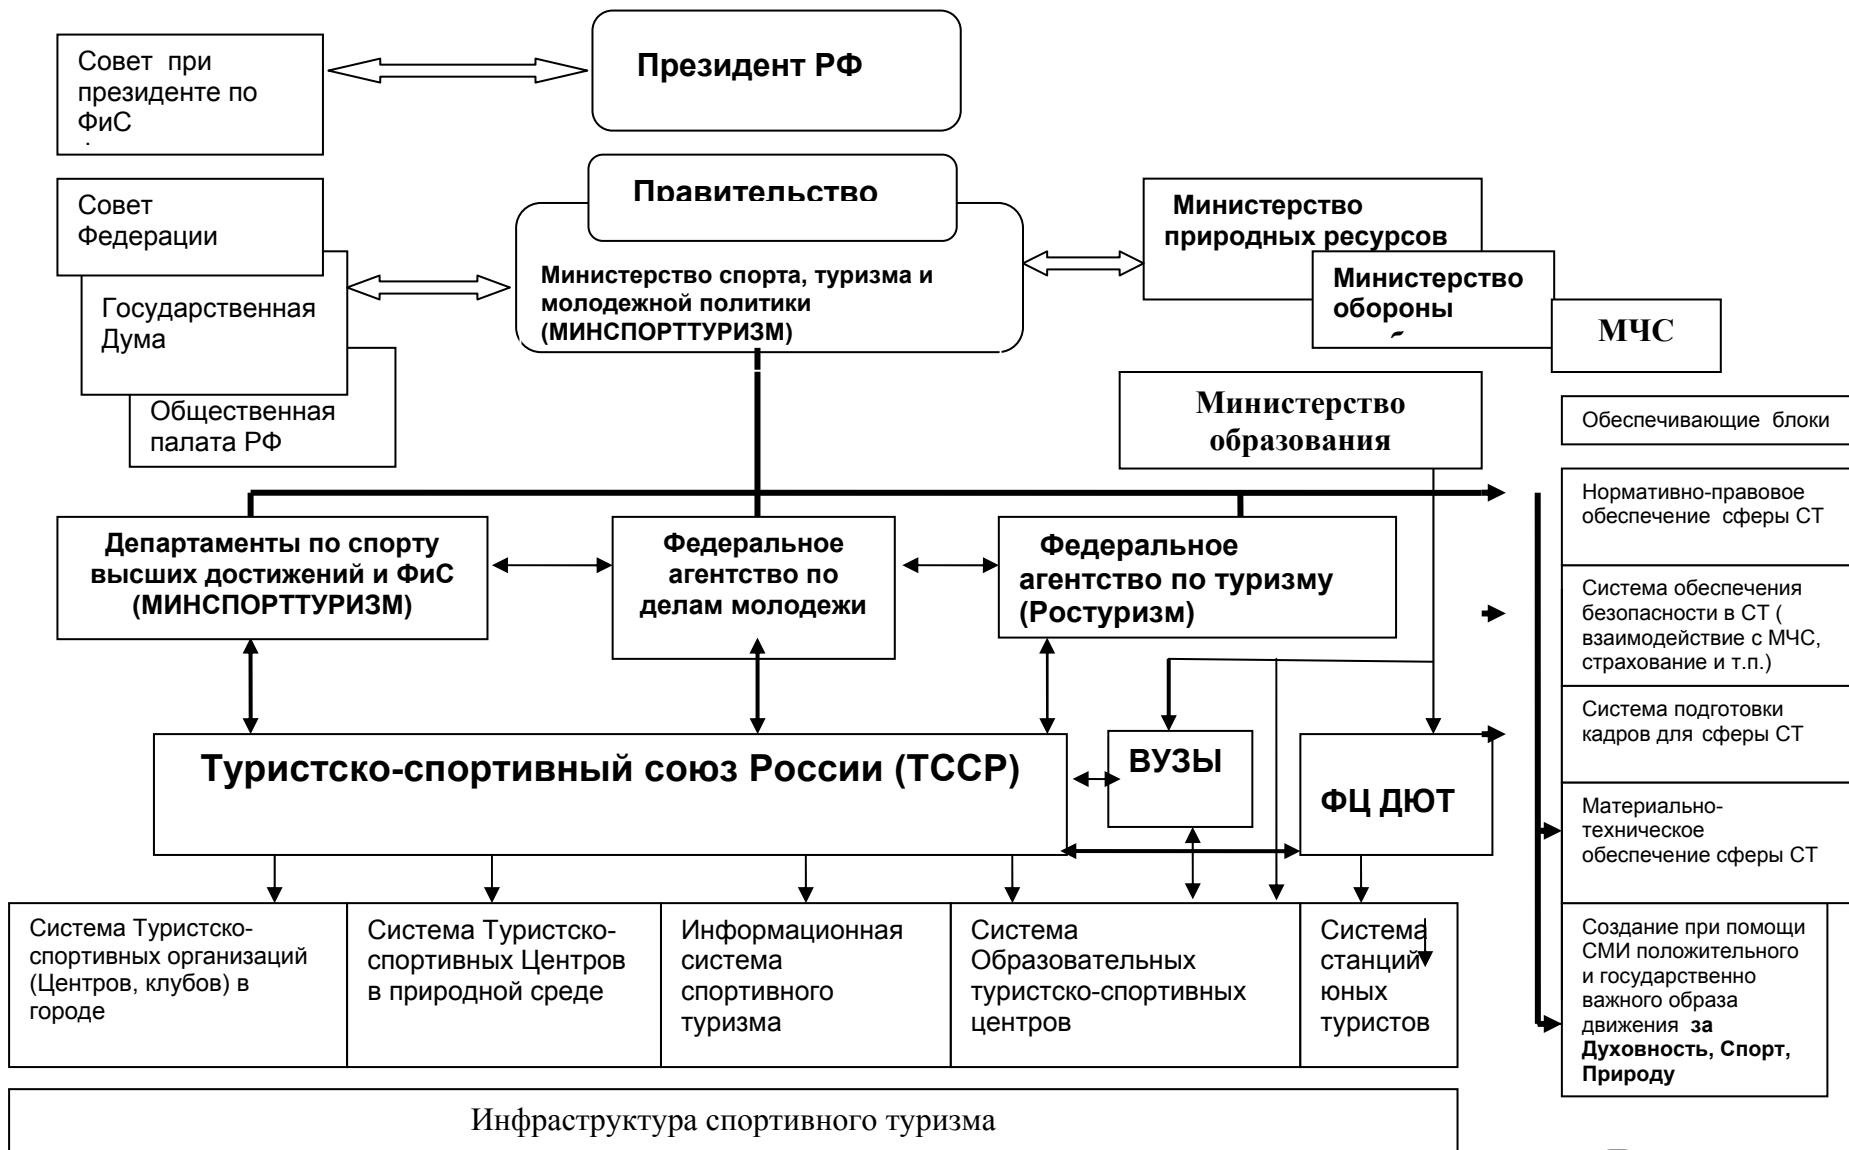 Совет при
президенте по
ФиС
Президент РФ
Правительство
Совет
Федерации
Государственная
Дума
Общественная
палата РФ
Министерство спорта, туризма и
молодежной политики
(МИНСПОРТТУРИЗМ)
Министерство
природных ресурсов
Министерство
обороны
МЧС
Министерство
образования
Обеспечивающие блоки
Нормативно-правовое
обеспечение сферы СТ
Система обеспечения
безопасности в СТ (
взаимодействие с МЧС,
страхование и т.п.)
Система подготовки
кадров для сферы СТ
Материально-
техническое
обеспечение сферы СТ
Создание при помощи
СМИ положительного
и государственно
важного образа
движения за
Духовность, Спорт,
Природу
Департаменты по спорту
высших достижений и ФиС
(МИНСПОРТТУРИЗМ)
Федеральное
агентство по
делам молодежи
Федеральное
агентство по туризму
(Ростуризм)
Туристско-спортивный союз России (ТССР)
ВУЗЫ
ФЦ ДЮТ
Система Туристско-
спортивных организаций
(Центров, клубов) в
городе
Система Туристско-
спортивных Центров
в природной среде
Информационная
система
спортивного
туризма
Система
Образовательных
туристско-спортивных
центров
Система
станций
юных
туристов
Инфраструктура спортивного туризма